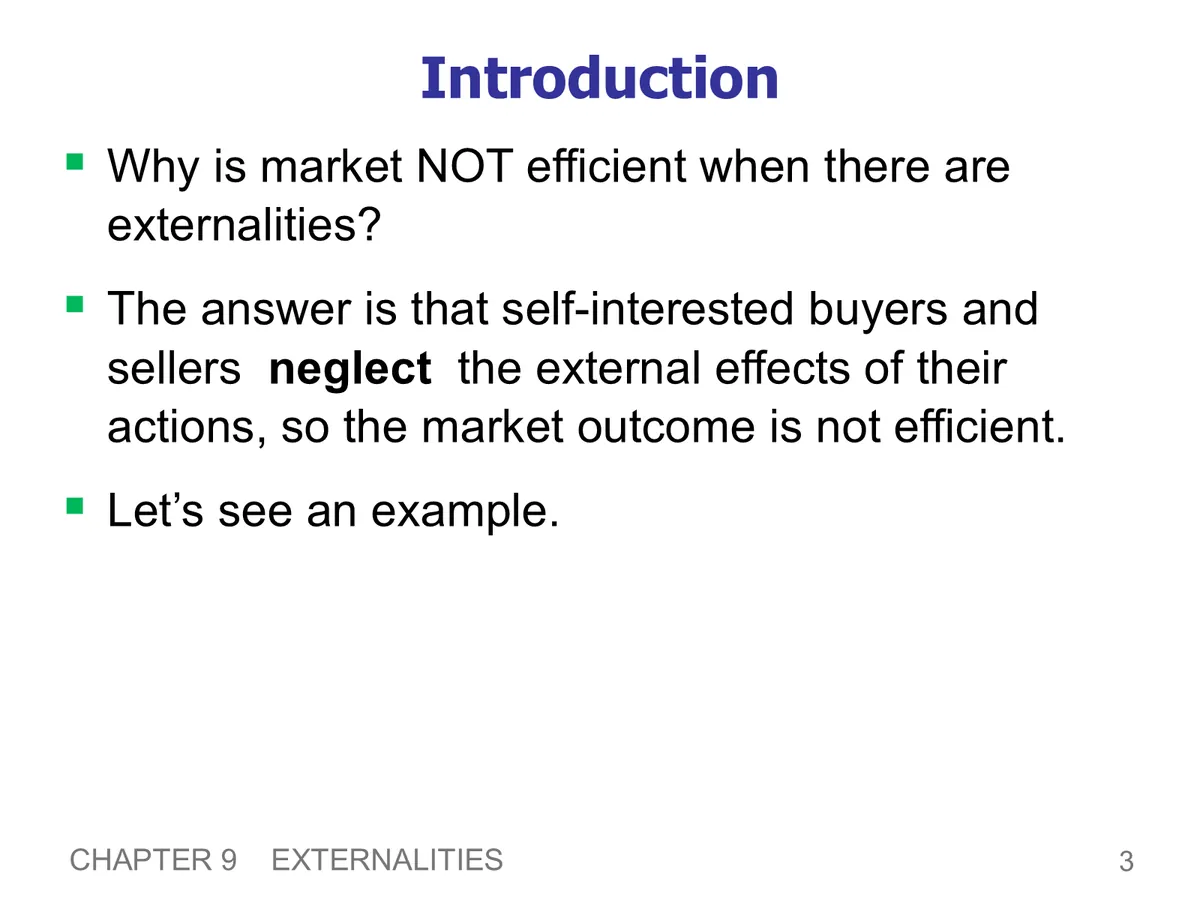 Introduction
Why is market NOT efficient when there are
externalities?
The answer is that self-interested buyers and
sellers neglect the external effects of their
actions, so the market outcome is not efficient.
Let’s see an example.
CHAPTER 9 EXTERNALITIES
3